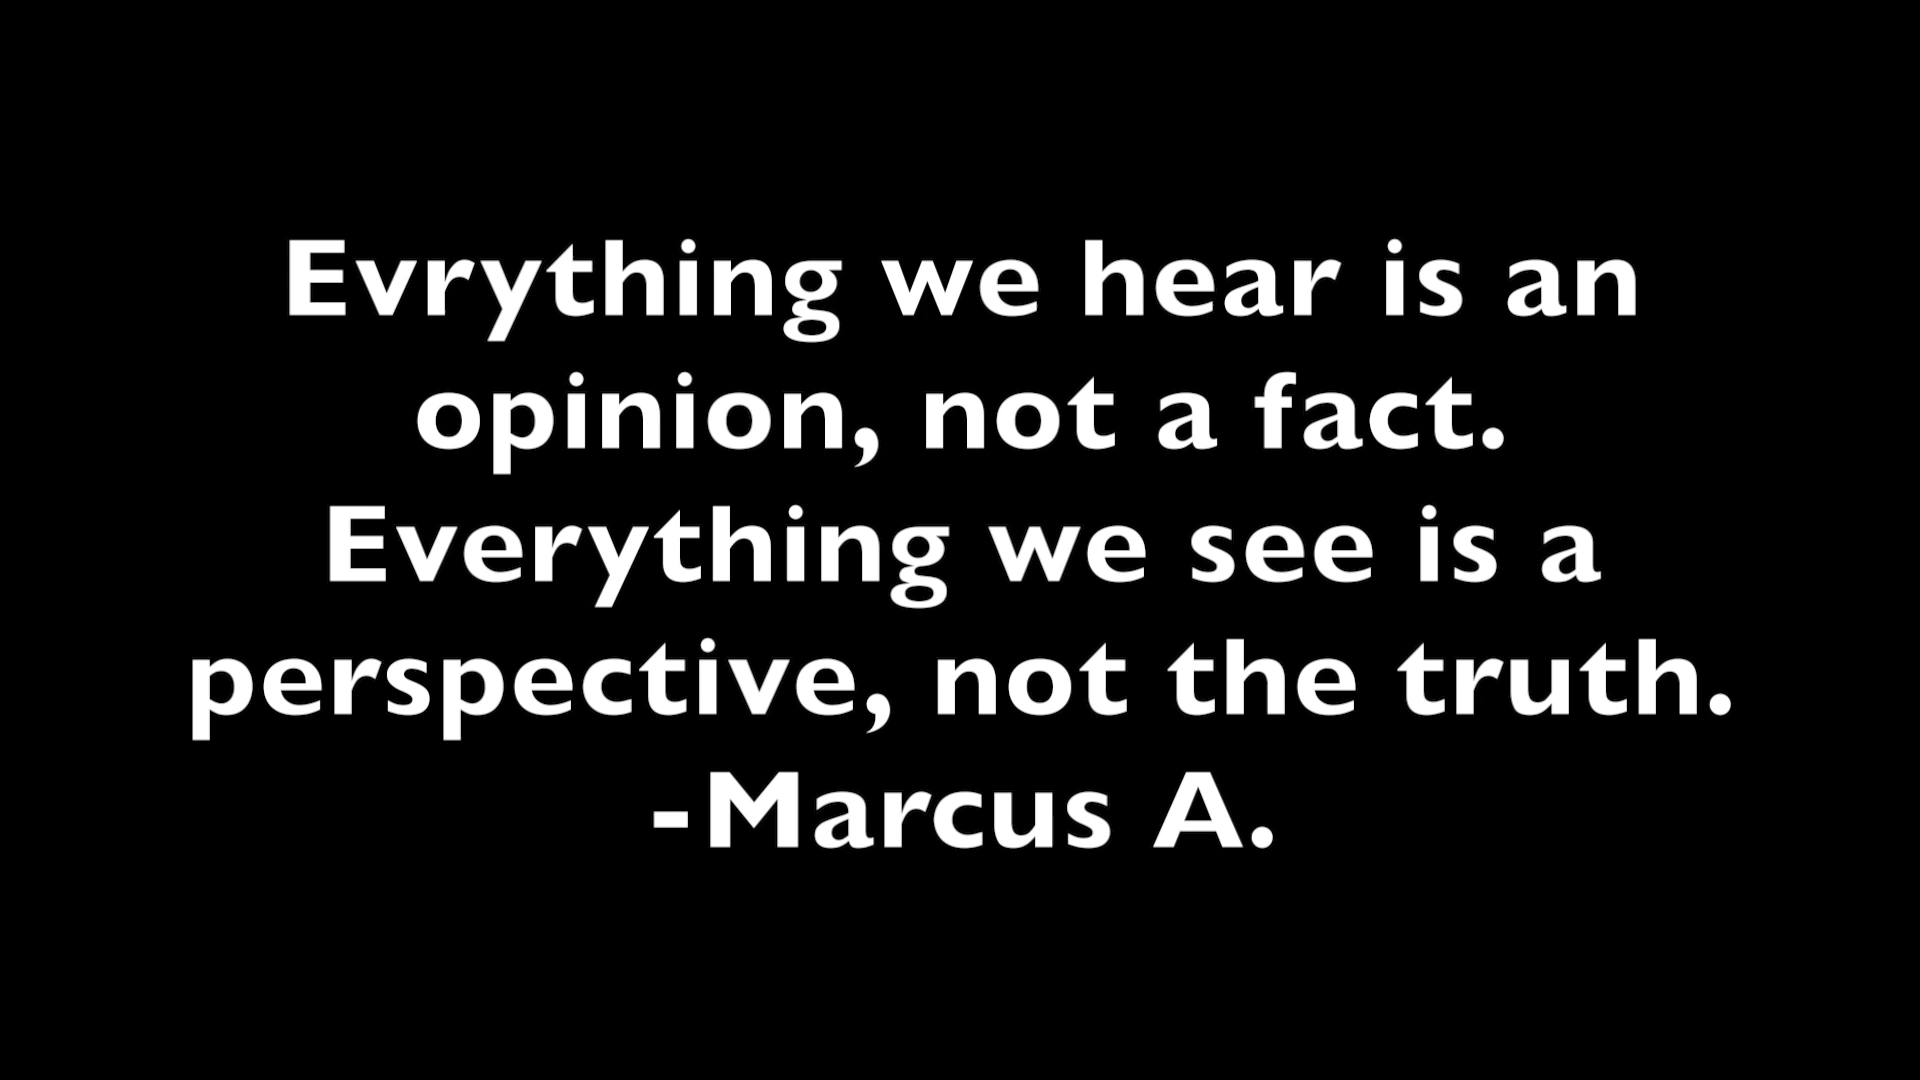 Evrything we hear is an
opinion, not a fact.
Everything we see is a
perspective, not the truth.
-Marcus A.